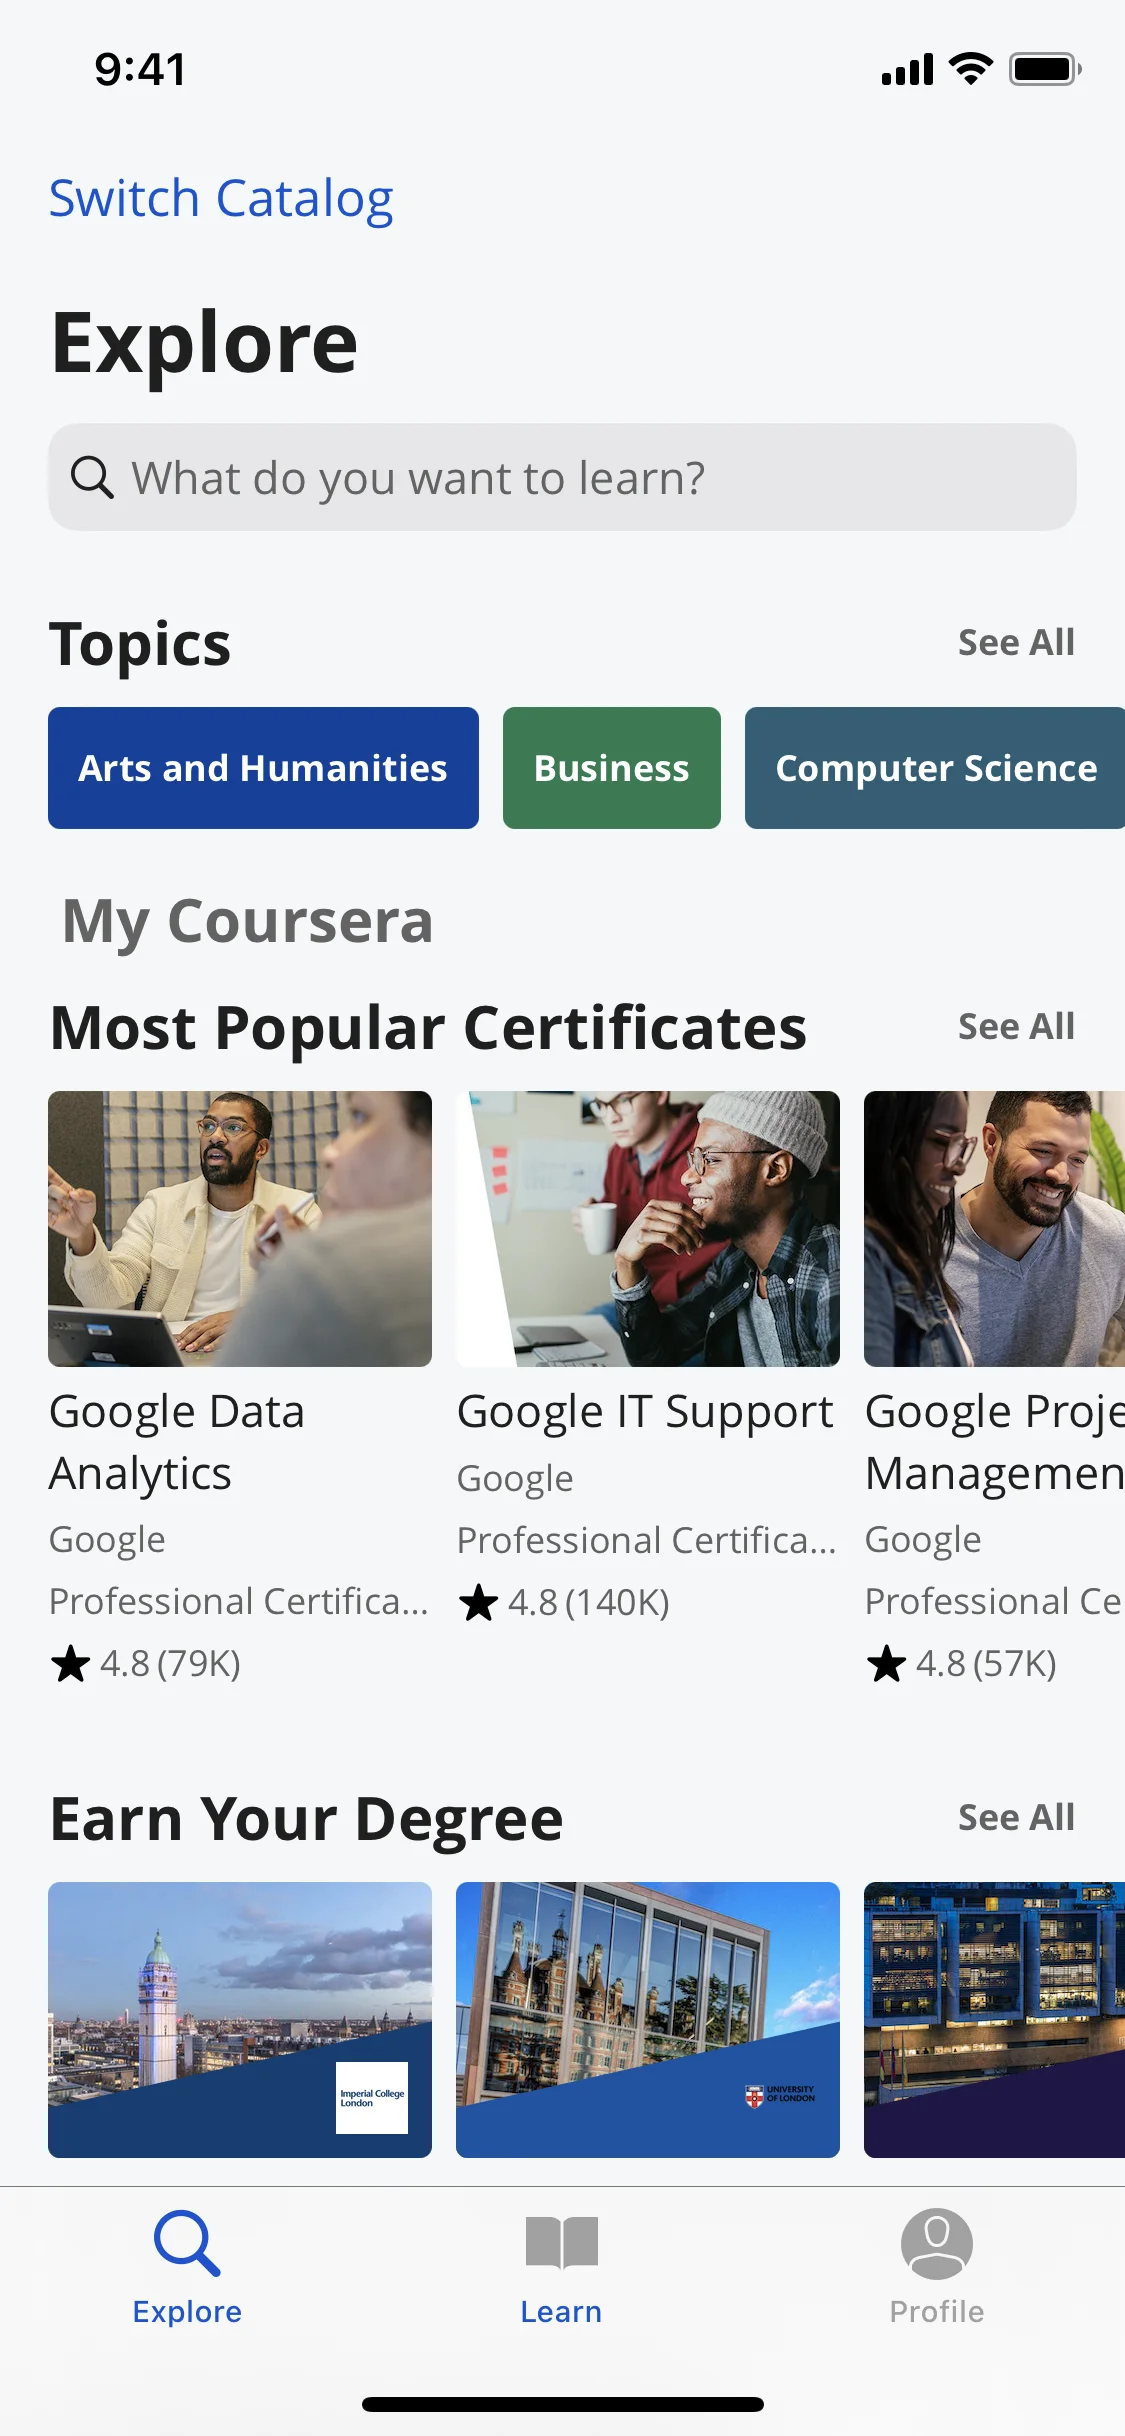 9:41
Switch Catalog
Explore
What do you want to learn?
Topics
See All
Arts and Humanities
Business
Computer Science
My Coursera
Most Popular Certificates
See All
Google Data
Analytics
Google
Professional Certifica...
4.8 (79K)
Google IT Support
Google
Professional Certifica...
4.8 (140K)
Google Proje
Managemen
Google
Professional Ce
4.8 (57K)
Earn Your Degree
See All
Imperial College
London
UNIVERSITY
OF LONDON
Explore
Learn
Profile